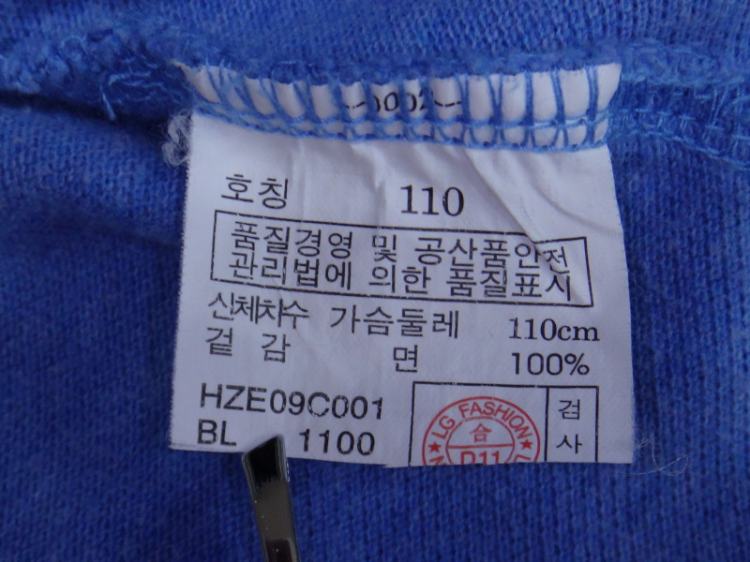 호칭 110
품질경영 및 공산품안전
관리법에 의한 품질표시
신체치수 가슴둘레 110cm
겉감 면 100%
HZE09C001
BL 1100
LG FASHION
合
D11
검
사